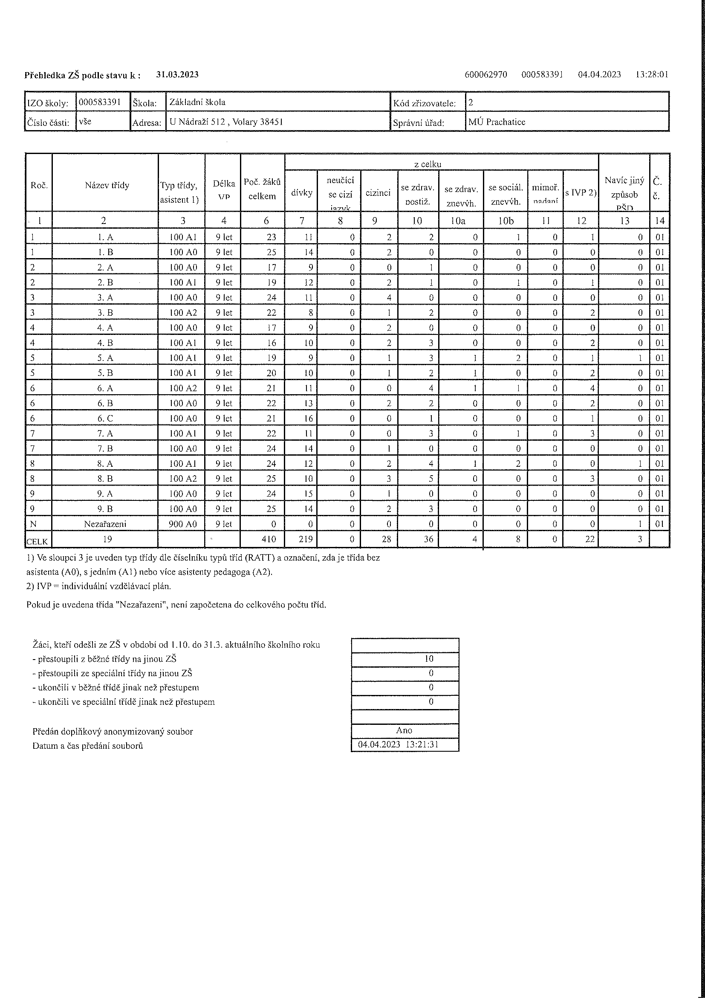 Přehledka ZŠ podle stavu k : 31.03.2023 600062970 000583391 04.04.2023 13:28:01
IZO školy: 000583391 Škola: Základní škola Kód zřizovatele: 2
Číslo části: vše Adresa: U Nádraží 512 , Volary 38451 Správní úřad: MÚ Prachatice
z celku
Roč. Název třídy Typ třídy, asistent 1) Délka VP Poč. žáků celkem dívky neučící se cizí jazyk cizinci se zdrav. postiž. se zdrav. znevýh. se sociál. znevýh. mimoř. nadaní s IVP 2) Navíc jiný způsob PŠD Č. č.
1 2 3 4 6 7 8 9 10 10a 10b 11 12 13 14
1 1. A 100 A1 9 let 23 11 0 2 2 0 1 0 1 0 01
1 1. B 100 A0 9 let 25 14 0 2 0 0 0 0 0 0 01
2 2. A 100 A0 9 let 17 9 0 0 1 0 0 0 0 0 01
2 2. B 100 A1 9 let 19 12 0 2 1 0 1 0 1 0 01
3 3. A 100 A0 9 let 24 11 0 4 0 0 0 0 0 0 01
3 3. B 100 A2 9 let 22 8 0 1 2 0 0 0 2 0 01
4 4. A 100 A0 9 let 17 9 0 2 0 0 0 0 0 0 01
4 4. B 100 A1 9 let 16 10 0 2 3 0 0 0 2 0 01
5 5. A 100 A1 9 let 19 9 0 1 3 1 2 0 1 1 01
5 5. B 100 A1 9 let 20 10 0 1 2 1 0 0 2 0 01
6 6. A 100 A2 9 let 21 11 0 0 4 1 1 0 4 0 01
6 6. B 100 A0 9 let 22 13 0 2 2 0 0 0 2 0 01
6 6. C 100 A0 9 let 21 16 0 0 1 0 0 0 1 0 01
7 7. A 100 A1 9 let 22 11 0 0 3 0 1 0 3 0 01
7 7. B 100 A0 9 let 24 14 0 1 0 0 0 0 0 0 01
8 8. A 100 A1 9 let 24 12 0 2 4 1 2 0 0 1 01
8 8. B 100 A2 9 let 25 10 0 3 5 0 0 0 3 0 01
9 9. A 100 A0 9 let 24 15 0 1 0 0 0 0 0 0 01
9 9. B 100 A0 9 let 25 14 0 2 3 0 0 0 0 0 01
N Nezařazeni 900 A0 9 let 0 0 0 0 0 0 0 0 0 1 01
CELK 19 410 219 0 28 36 4 8 0 22 3
1) Ve sloupci 3 je uveden typ třídy dle číselníku typů tříd (RATT) a označení, zda je třída bez
asistenta (A0), s jedním (A1) nebo více asistenty pedagoga (A2).
2) IVP = individuální vzdělávací plán.
Pokud je uvedena třída "Nezařazeni", není započetena do celkového počtu tříd.
Žáci, kteří odešli ze ZŠ v období od 1.10. do 31.3. aktuálního školního roku
- přestoupili z běžné třídy na jinou ZŠ 10
- přestoupili ze speciální třídy na jinou ZŠ 0
- ukončili v běžné třídě jinak než přestupem 0
- ukončili ve speciální třídě jinak než přestupem 0
Předán doplňkový anonymizovaný soubor Ano
Datum a čas předání souborů 04.04.2023 13:21:31